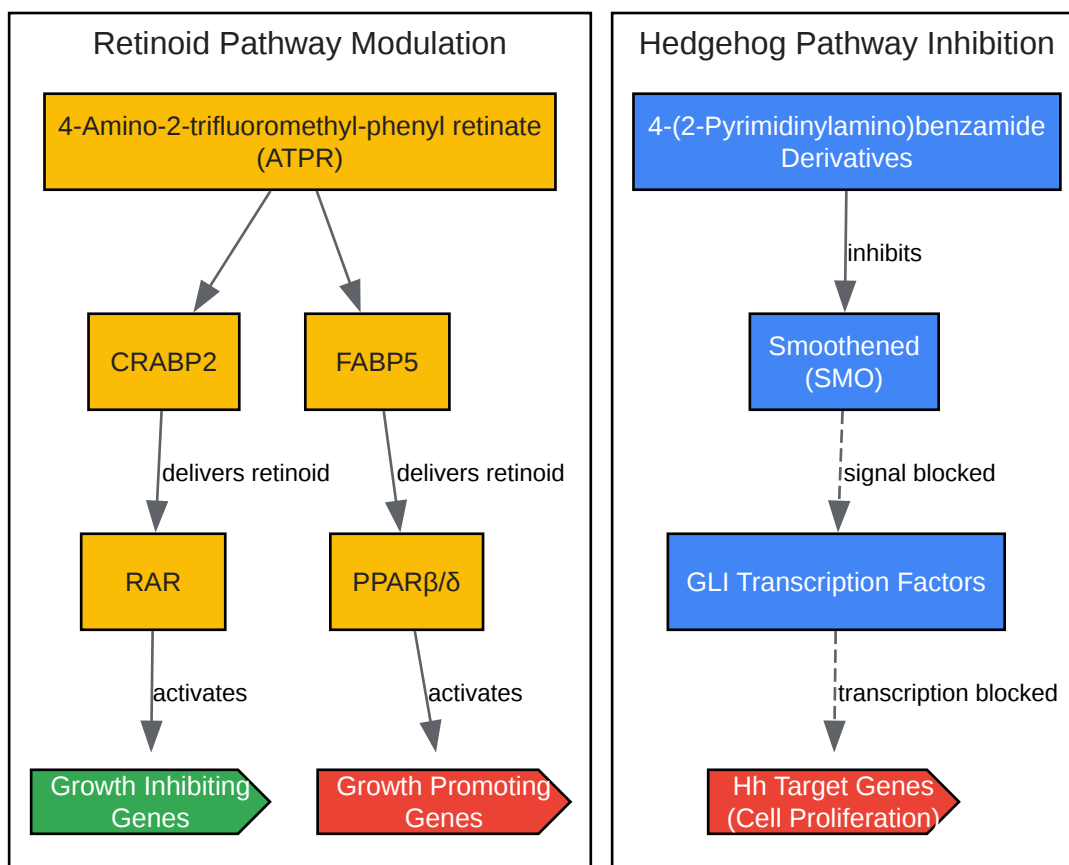 Retinoid Pathway Modulation
4-Amino-2-trifluoromethyl-phenyl retinate
(ATPR)
CRABP2
FABP5
delivers retinoid
delivers retinoid
RAR
PPARβ/δ
activates
activates
Growth Inhibiting
Genes
Growth Promoting
Genes
Hedgehog Pathway Inhibition
4-(2-Pyrimidinylamino)benzamide
Derivatives
inhibits
Smoothened
(SMO)
signal blocked
GLI Transcription Factors
transcription blocked
Hh Target Genes
(Cell Proliferation)